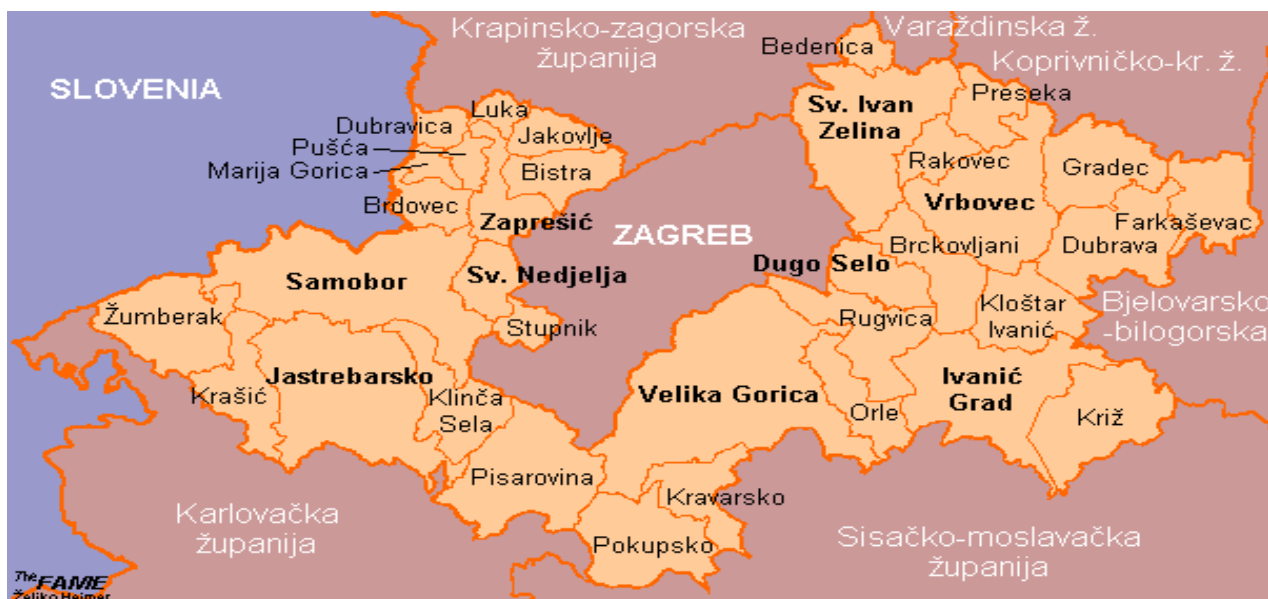 Krapinsko-zagorska
županija
Varaždinska ž.
Koprivničko-kr. ž.
SLOVENIA
Bedenica
Luka
Dubravica
Pušća
Marija Gorica
Jakovlje
Bistra
Brdovec
Zaprešić
Sv. Ivan
Zelina
Preseka
Rakovec
Gradec
Vrbovec
Farkaševac
ZAGREB
Brckovljani
Dubrava
Samobor
Sv. Nedjelja
Dugo Selo
Žumberak
Stupnik
Rugvica
Kloštar
Ivanić
Bjelovarsko
-bilogorska
Jastrebarsko
Krašić
Klinča
Sela
Velika Gorica
Orle
Ivanić
Grad
Križ
Pisarovina
Kravarsko
Pokupsko
Karlovačka
županija
Sisačko-moslavačka
županija
The FAME
Željko Heimer